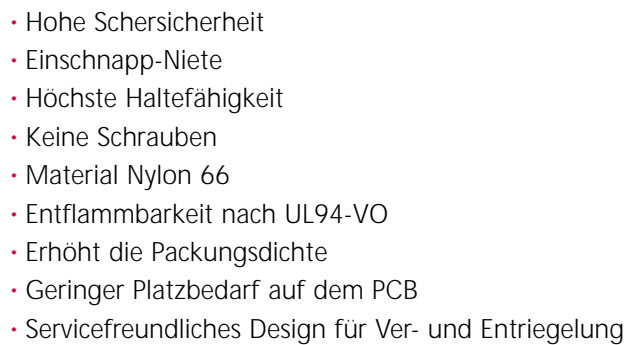 · Hohe Schersicherheit
· Einschnapp-Niete
· Höchste Haltefähigkeit
· Keine Schrauben
· Material Nylon 66
· Entflammbarkeit nach UL94-VO
· Erhöht die Packungsdichte
· Geringer Platzbedarf auf dem PCB
· Servicefreundliches Design für Ver- und Entriegelung